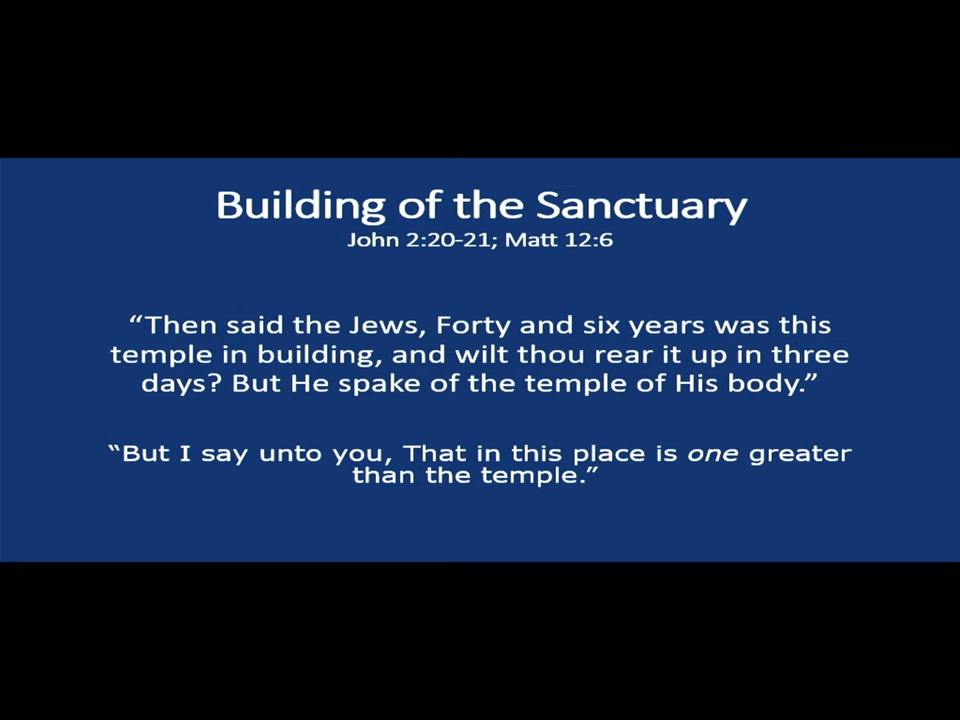 Building of the Sanctuary
John 2:20-21; Matt 12:6
“Then said the Jews, Forty and six years was this
temple in building, and wilt thou rear it up in three
days? But He spake of the temple of His body.”
“But I say unto you, That in this place is one greater
than the temple.”